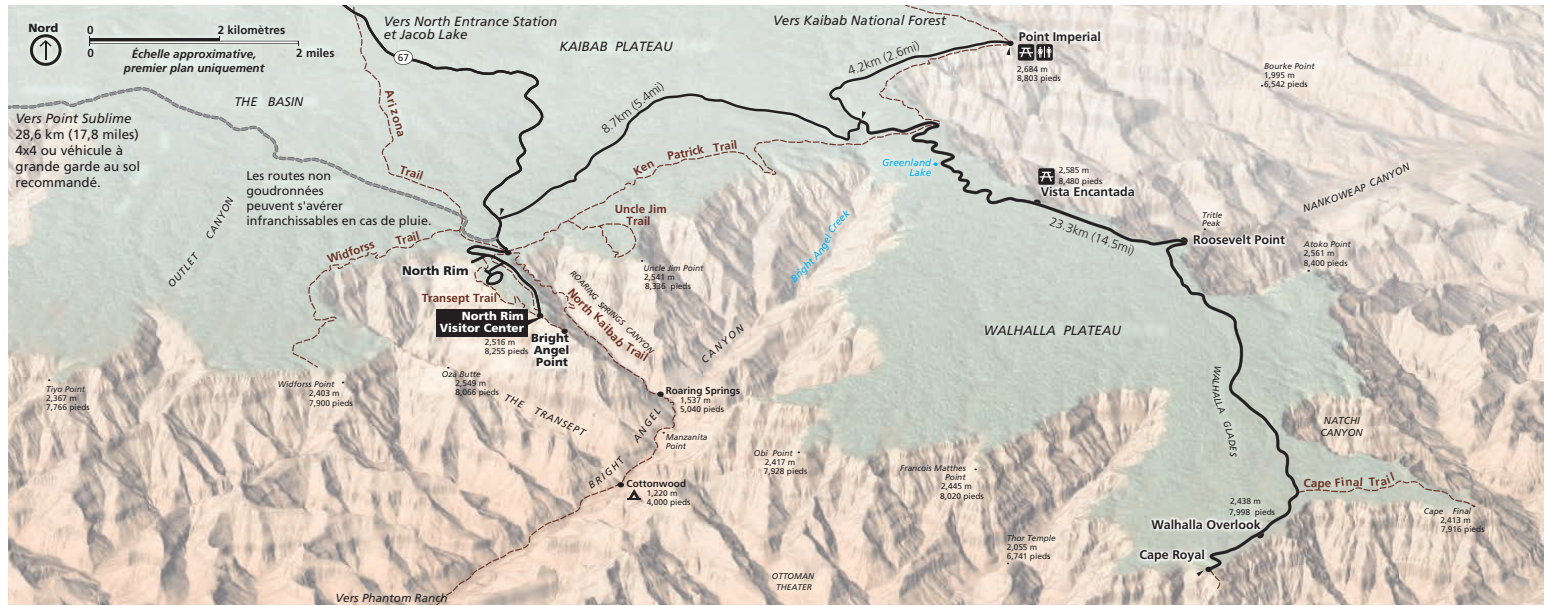 Nord
0 2 kilomètres
0 2 miles
Échelle approximative,
premier plan uniquement
Vers North Entrance Station
et Jacob Lake
67
KAIBAB PLATEAU
Vers Kaibab National Forest
Point Imperial
2,684 m
8,803 pieds
4.2km (2.6mi)
Bourke Point
1,995 m
6,542 pieds
THE BASIN
Vers Point Sublime
28,6 km (17,8 miles)
4x4 ou véhicule à
grande garde au sol
recommandé.
Arizona
Trail
8.7km (5.4mi)
Ken Patrick Trail
Greenland
Lake
Les routes non
goudronnées
peuvent s'avérer
infranchissables en cas de pluie.
2,585 m
8,480 pieds
Vista Encantada
NANKOWEAP CANYON
OUTLET CANYON
Uncle Jim
Trail
Bright Angel Creek
23.3km (14.5mi)
Tritle
Peak
Roosevelt Point
Atoko Point
2,561 m
8,400 pieds
Widforss Trail
North Rim
Uncle Jim Point
2,541 m
8,336 pieds
ROARING SPRINGS CANYON
North Kaibab Trail
Transept Trail
North Rim
Visitor Center
2,516 m
8,255 pieds
Bright
Angel
Point
WALHALLA PLATEAU
BRIGHT ANGEL CANYON
Tiyo Point
2,367 m
7,766 pieds
Widforss Point
2,403 m
7,900 pieds
Oza Butte
2,549 m
8,066 pieds
THE TRANSEPT
Roaring Springs
1,537 m
5,040 pieds
Manzanita
Point
WALHALLA GLADES
NATCHI
CANYON
Obi Point
2,417 m
7,928 pieds
Francois Matthes
Point
2,445 m
8,020 pieds
Cottonwood
1,220 m
4,000 pieds
Cape Final Trail
2,438 m
7,998 pieds
Walhalla Overlook
Cape Final
2,413 m
7,916 pieds
Thor Temple
2,055 m
6,741 pieds
Cape Royal
OTTOMAN
THEATER
Vers Phantom Ranch